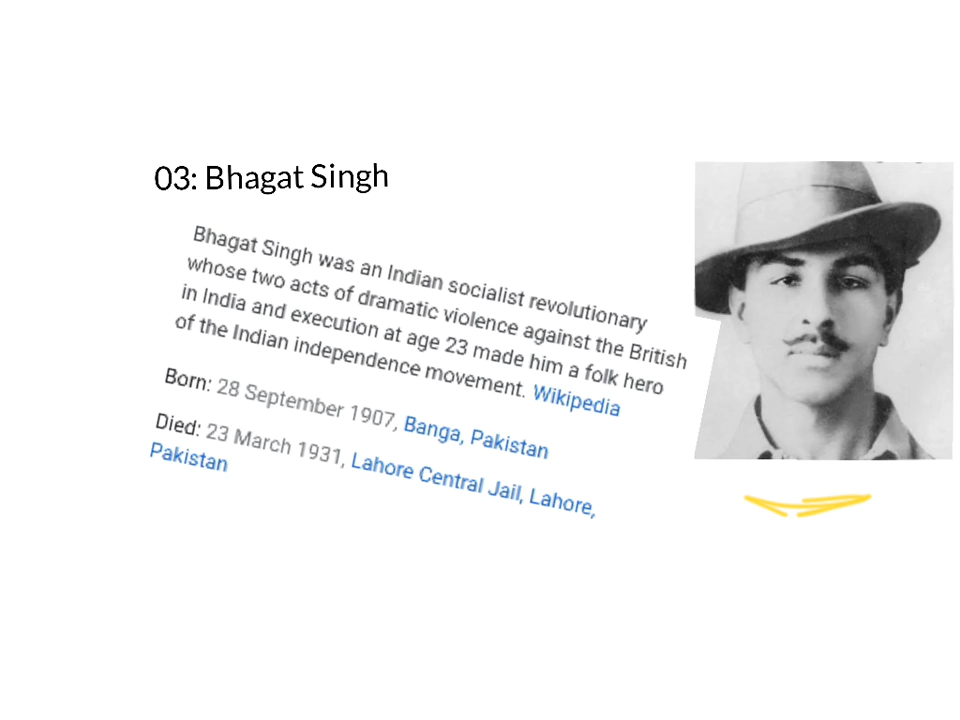 03: Bhagat Singh
Bhagat Singh was an Indian socialist revolutionary
whose two acts of dramatic violence against the British
in India and execution at age 23 made him a folk hero
of the Indian independence movement. Wikipedia
Born: 28 September 1907, Banga, Pakistan
Died: 23 March 1931, Lahore Central Jail, Lahore,
Pakistan